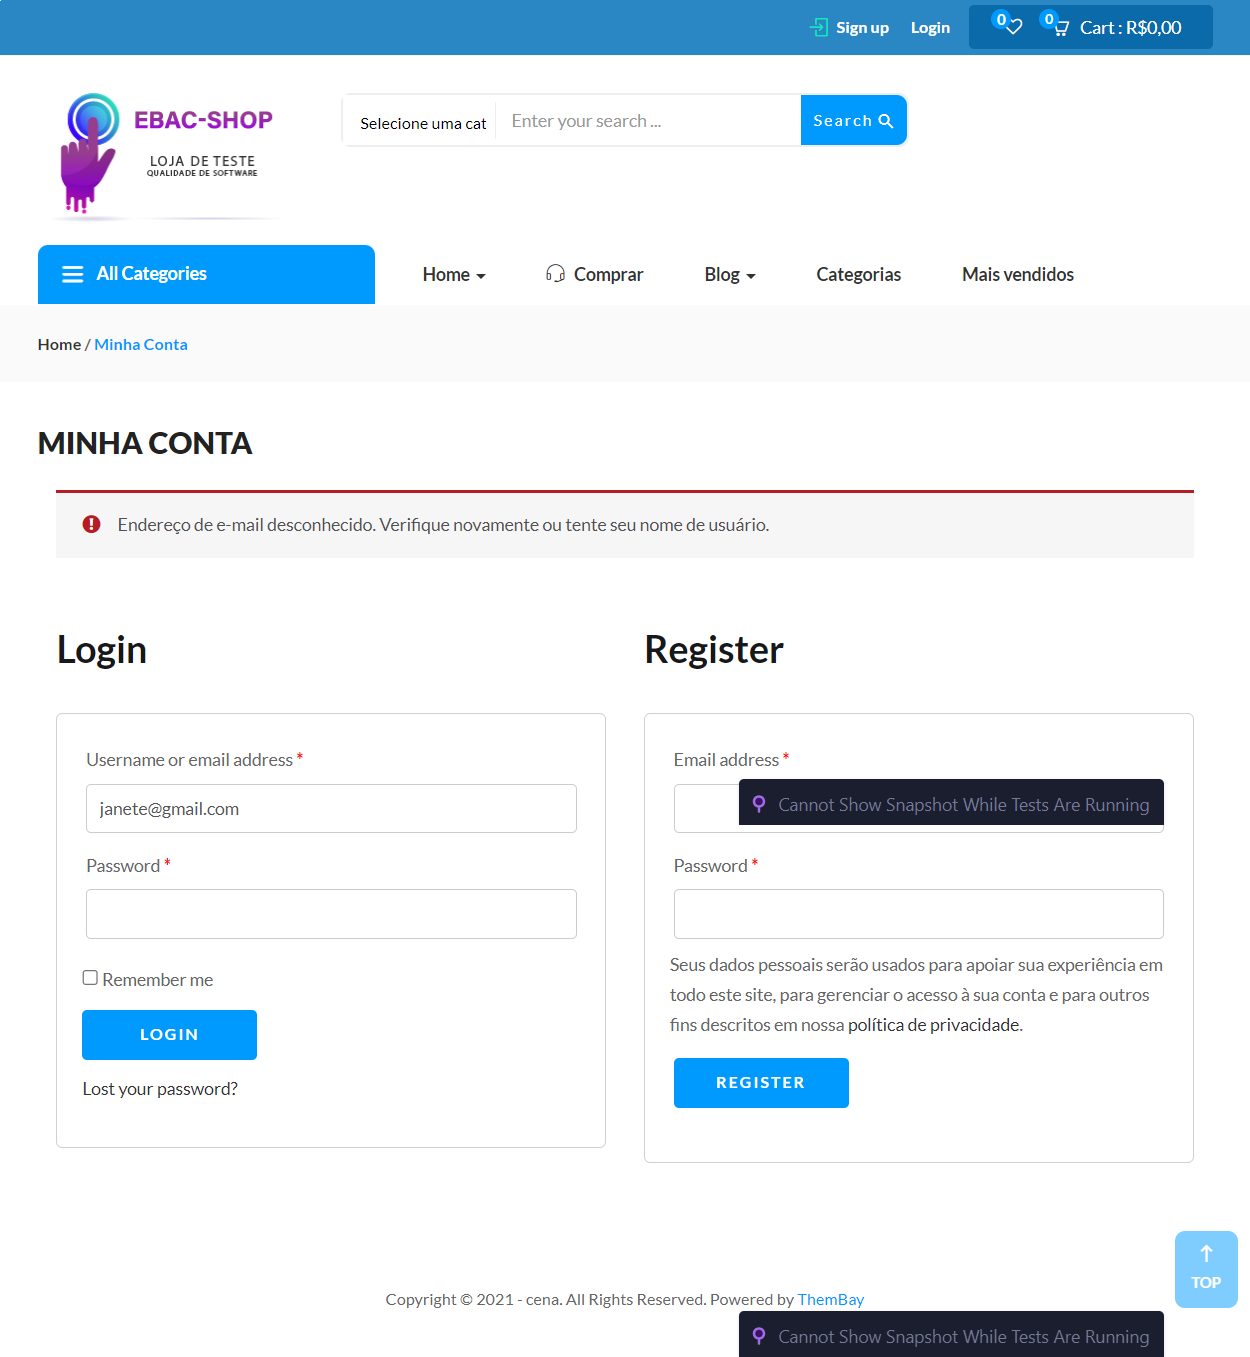 Sign up Login 0 0 Cart : R$0,00
EBAC-SHOP
LOJA DE TESTE
QUALIDADE DE SOFTWARE
Selecione uma cat Enter your search ... Search
All Categories Home Comprar Blog Categorias Mais vendidos
Home / Minha Conta
MINHA CONTA
Endereço de e-mail desconhecido. Verifique novamente ou tente seu nome de usuário.
Login
Username or email address *
janete@gmail.com
Password *
Remember me
LOGIN
Lost your password?
Register
Email address *
Cannot Show Snapshot While Tests Are Running
Password *
Seus dados pessoais serão usados para apoiar sua experiência em
todo este site, para gerenciar o acesso à sua conta e para outros
fins descritos em nossa política de privacidade.
REGISTER
TOP
Copyright © 2021 - cena. All Rights Reserved. Powered by ThemBay
Cannot Show Snapshot While Tests Are Running